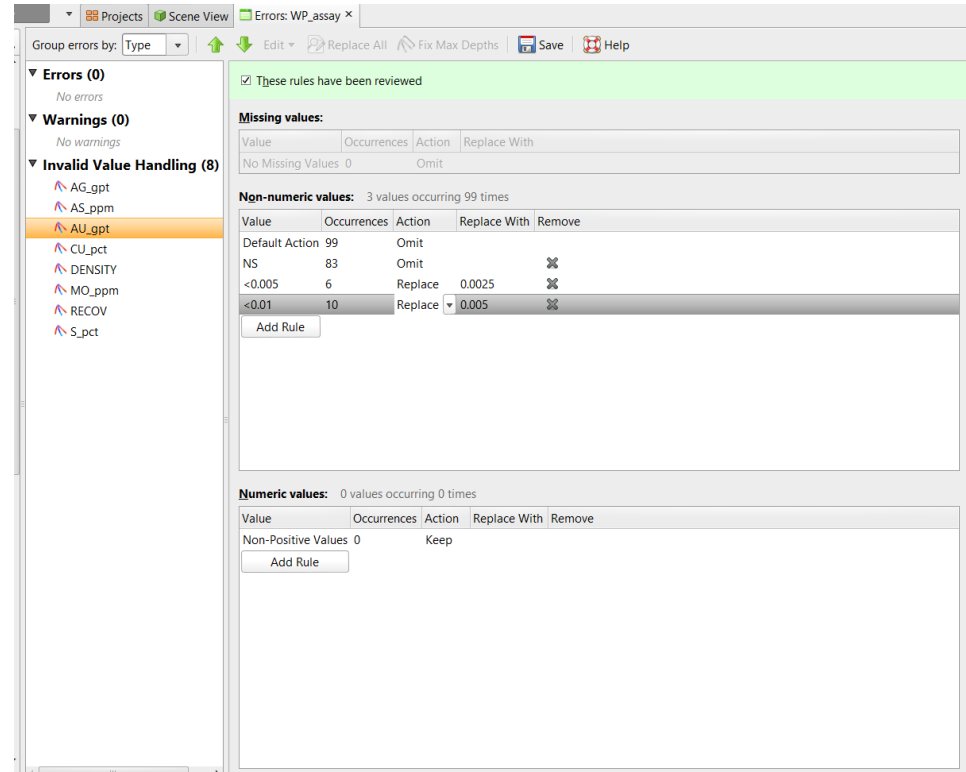 Projects Scene View Errors: WP_assay ×
Group errors by: Type Edit Replace All Fix Max Depths Save Help
Errors (0)
No errors
Warnings (0)
No warnings
Invalid Value Handling (8)
AG_gpt
AS_ppm
AU_gpt
CU_pct
DENSITY
MO_ppm
RECOV
S_pct
These rules have been reviewed
Missing values:
Value Occurrences Action Replace With
No Missing Values 0 Omit
Non-numeric values: 3 values occurring 99 times
Value Occurrences Action Replace With Remove
Default Action 99 Omit
NS 83 Omit
<0.005 6 Replace 0.0025
<0.01 10 Replace 0.005
Add Rule
Numeric values: 0 values occurring 0 times
Value Occurrences Action Replace With Remove
Non-Positive Values 0 Keep
Add Rule